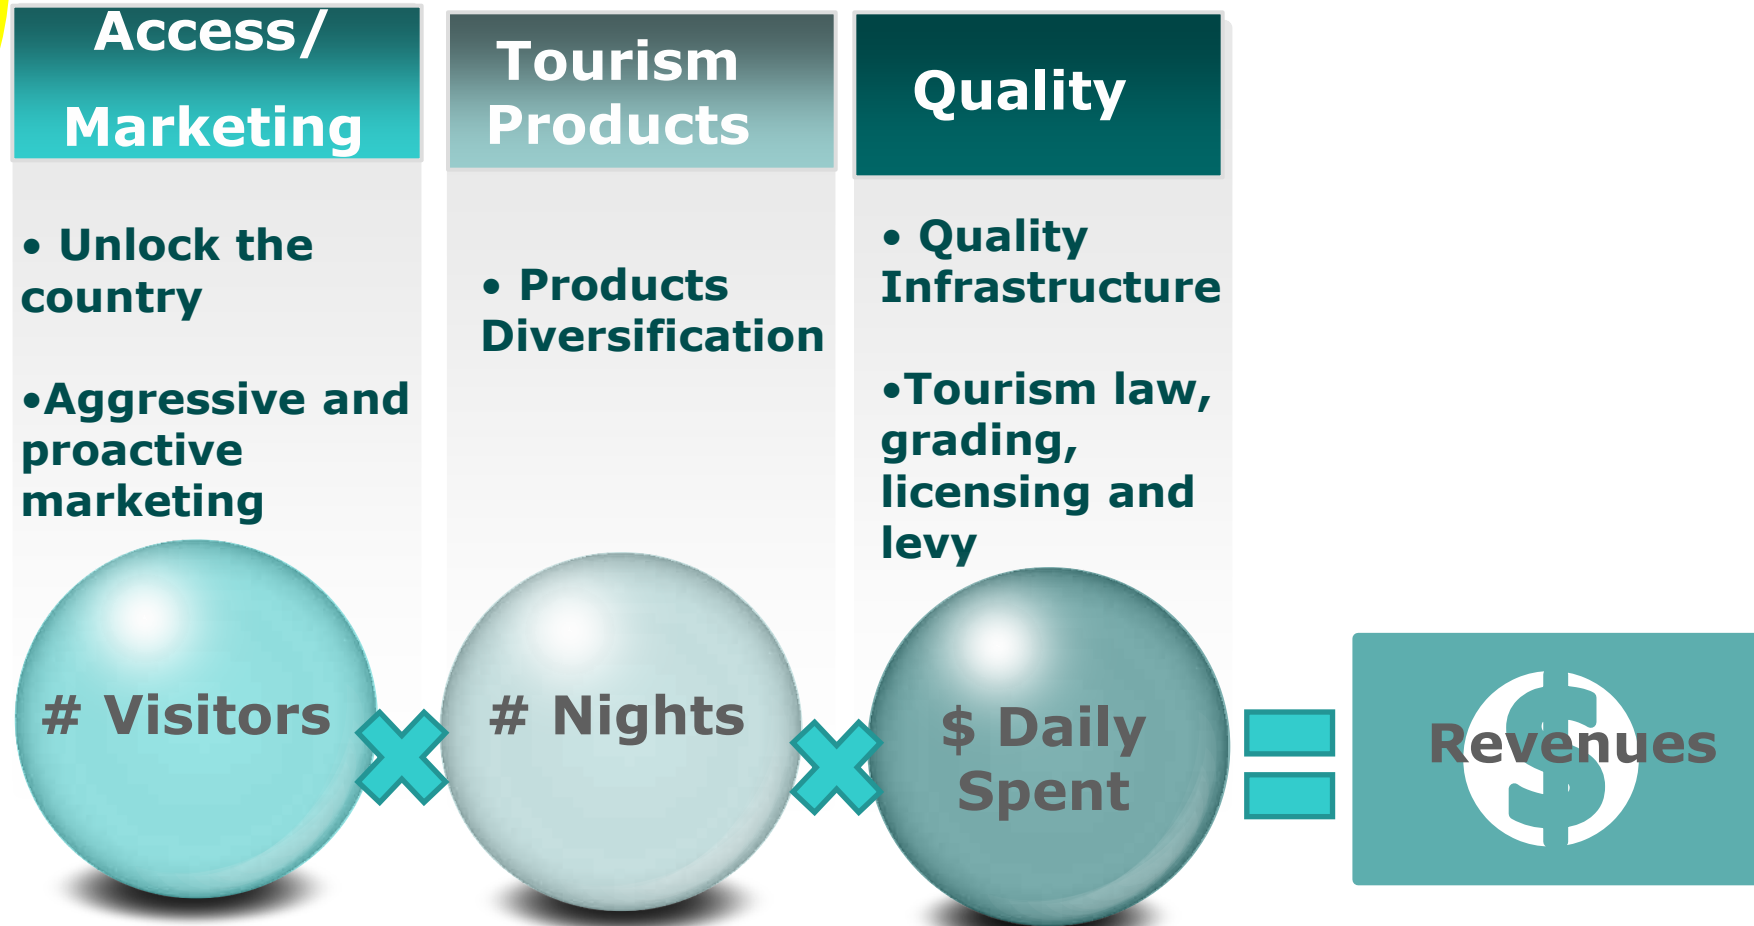 Access/
Marketing
Tourism
Products
Quality
• Unlock the
country
•Aggressive and
proactive
marketing
• Products
Diversification
• Quality
Infrastructure
•Tourism law,
grading,
licensing and
levy
# Visitors
# Nights
$ Daily
Spent
$
Revenues